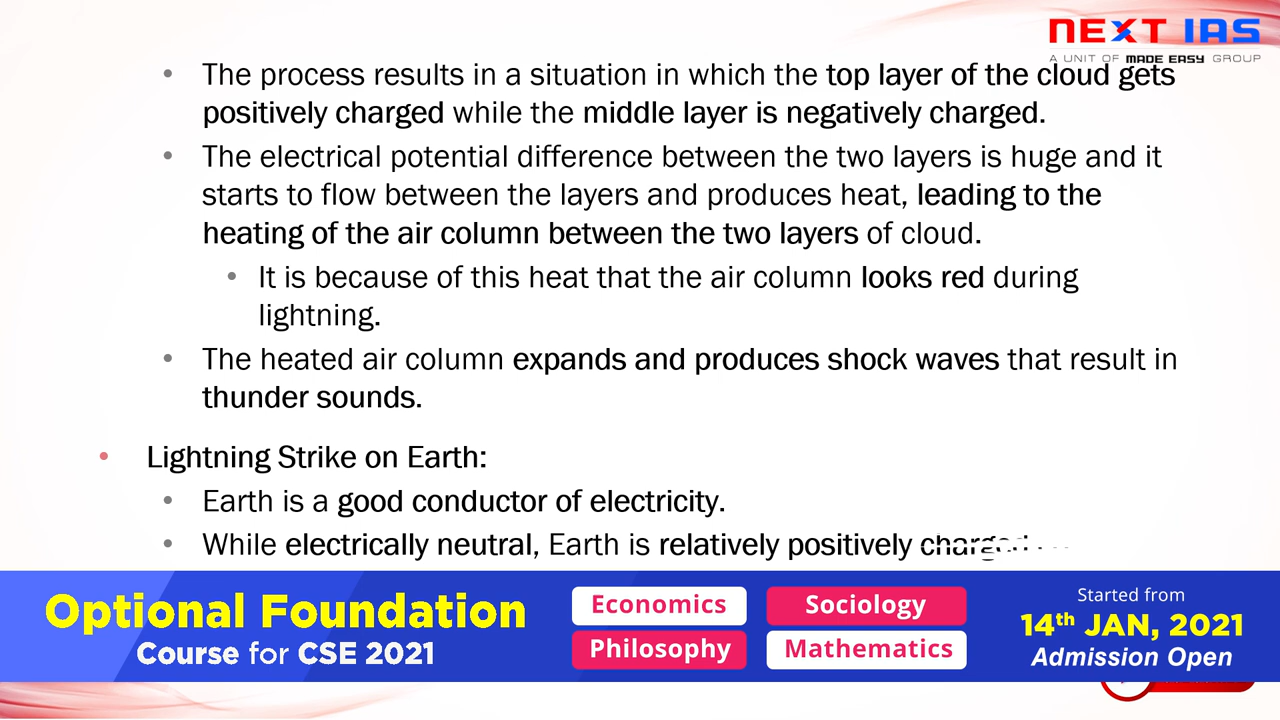 NEXT IAS
A UNIT OF MADE EASY GROUP
• The process results in a situation in which the top layer of the cloud gets
positively charged while the middle layer is negatively charged.
• The electrical potential difference between the two layers is huge and it
starts to flow between the layers and produces heat, leading to the
heating of the air column between the two layers of cloud.
• It is because of this heat that the air column looks red during
lightning.
• The heated air column expands and produces shock waves that result in
thunder sounds.
• Lightning Strike on Earth:
• Earth is a good conductor of electricity.
• While electrically neutral, Earth is relatively positively charged
Optional Foundation
Course for CSE 2021
Economics
Sociology
Philosophy
Mathematics
Started from
14th JAN, 2021
Admission Open